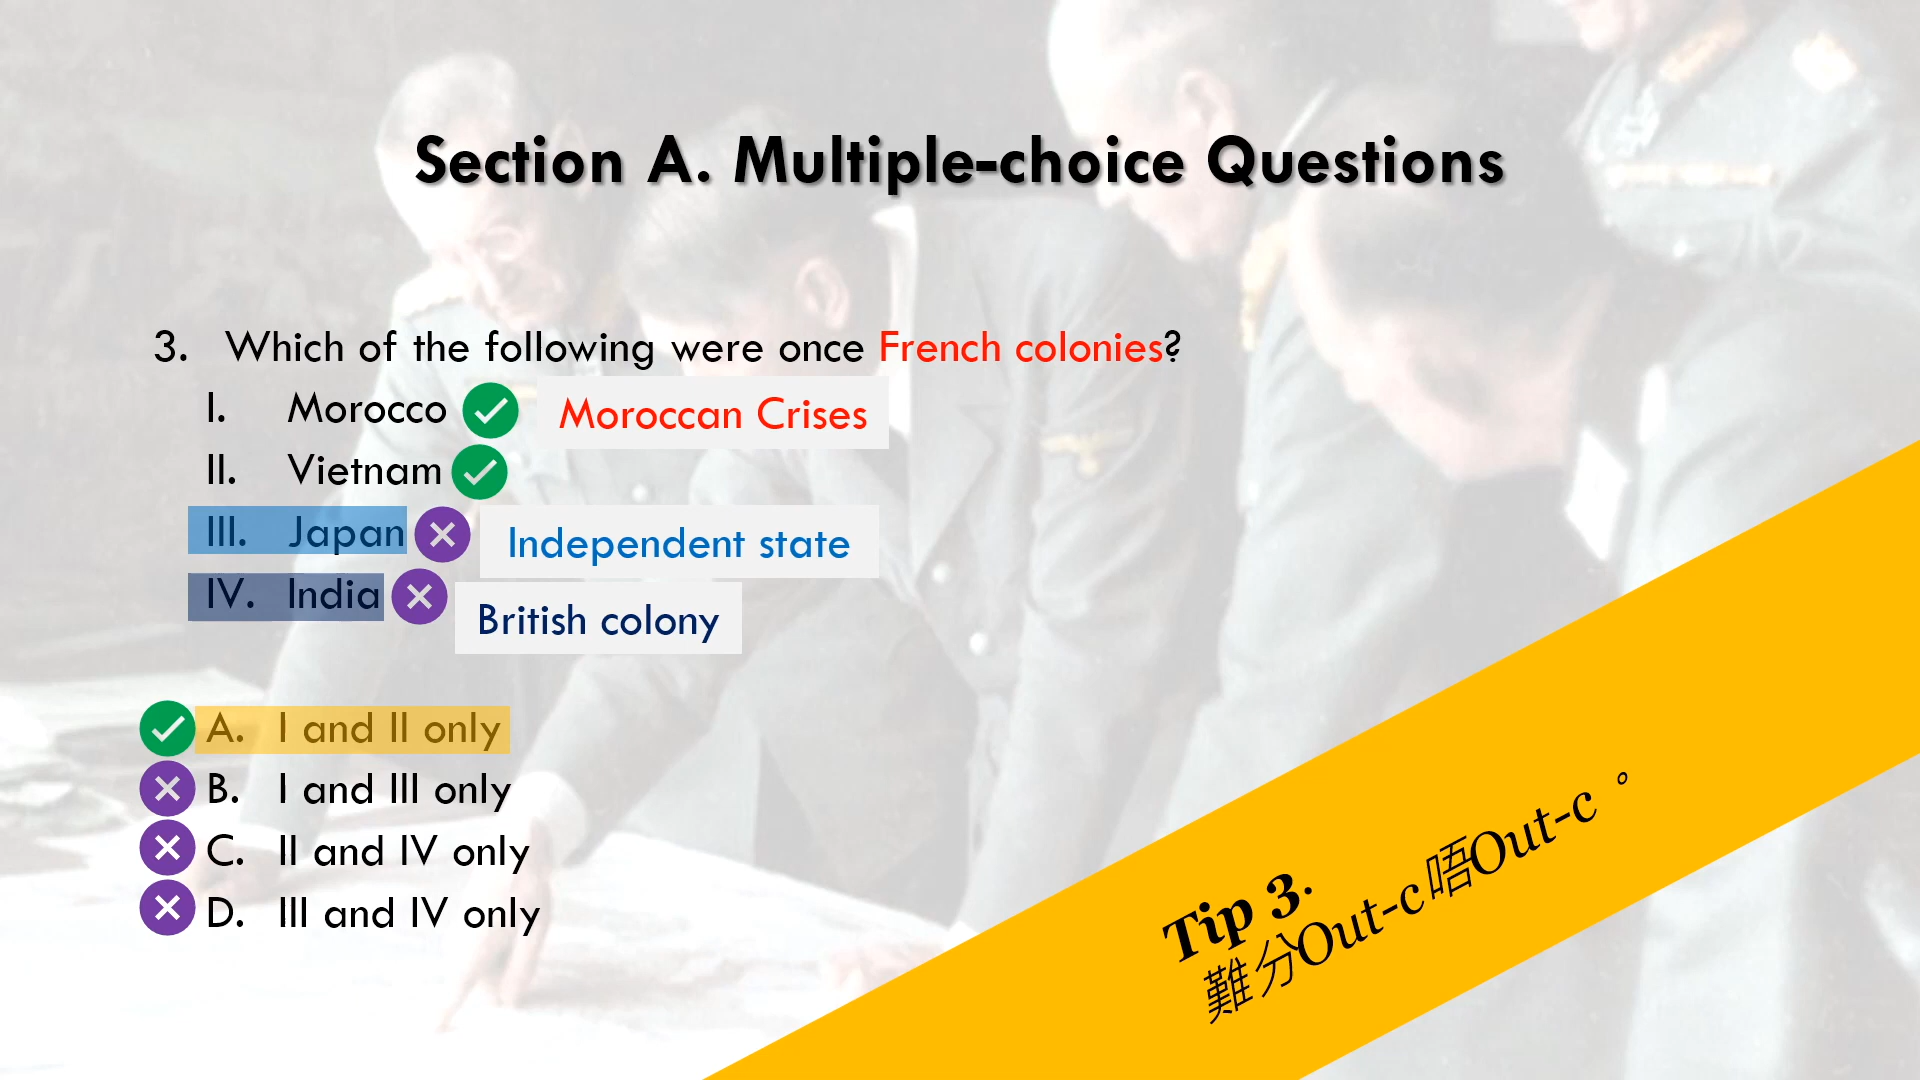 Section A. Multiple-choice Questions
3. Which of the following were once French colonies?
I. Morocco
Moroccan Crises
II. Vietnam
III. Japan
Independent state
IV. India
British colony
A. I and II only
B. I and III only
C. II and IV only
D. III and IV only
Tip 3.
難分Out-c唔Out-c。